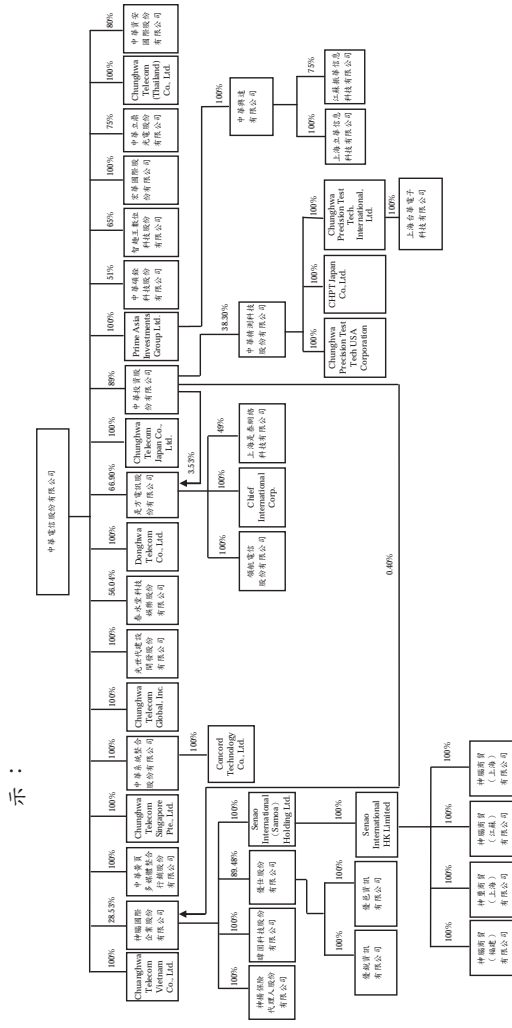 示：
中華電信股份有限公司
100%
Chuanghwa
Telecom
Vietnam
Co., Ltd.
28.53%
神腦國際
企業股份
有限公司
100%
中華黃頁
多媒體整合
行銷股份
有限公司
100%
Chunghwa
Telecom
Singapore
Pte., Ltd.
100%
中華系統整合
股份有限公司
100%
Chunghwa
Telecom
Global, Inc.
100%
光世代建設
開發股份
有限公司
56.04%
春水堂科技
娛樂股份
有限公司
100%
Donghwa
Telecom
Co., Ltd.
66.90%
是方電訊股
份有限公司
100%
Chunghwa
Telecom
Japan Co.,
Ltd.
89%
中華投資股
份有限公司
100%
Prime Asia
Investments
Group Ltd.
51%
中華碩銓
科技股份
有限公司
65%
智趣王數位
科技股份
有限公司
100%
宏華國際股
份有限公司
75%
中華立鼎
光電股份
有限公司
100%
Chunghwa
Telecom
(Thailand)
Co., Ltd.
80%
中華資安
國際股份
有限公司
3.53%
38.30%
100%
0.40%
100%
神揚保險
代理人股份
有限公司
100%
瑋固科技股份
有限公司
89.48%
優仕股份
有限公司
100%
Senao
International
（Samoa）
Holding Ltd.
100%
Concord
Technology
Co., Ltd.
100%
領航電信
股份有限公司
100%
Chief
International
Corp.
49%
上海是泰網絡
科技有限公司
中華精測科技
股份有限公司
中華興達
有限公司
100%
優銳資訊
有限公司
100%
優邑資訊
有限公司
100%
Senao
International
HK Limited
100%
Chunghwa
Precision Test
Tech USA
Corporation
100%
CHPT Japan
Co., Ltd.
100%
Chunghwa
Precision Test
Tech.
International,
Ltd.
100%
上海立華信息
科技有限公司
75%
江蘇振華信息
科技有限公司
100%
上海台華電子
科技有限公司
100%
神腦商貿
（福建）
有限公司
100%
神腦商貿
（上海）
有限公司
100%
神腦商貿
（江蘇）
有限公司
100%
神腦商貿
（上海）
有限公司